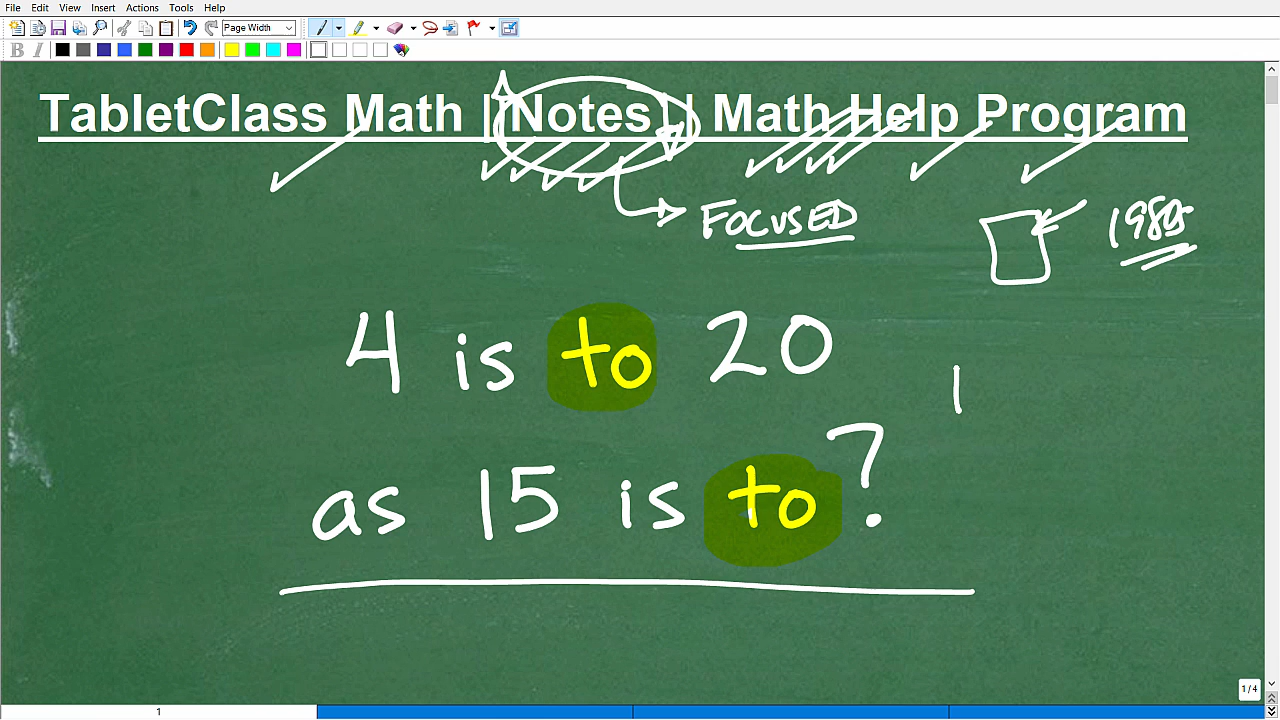 File Edit View Insert Actions Tools Help
Page Width
B I
TabletClass Math | Notes | Math Help Program
FOCUSED
4 is to 20
as 15 is to ?
1/4
1